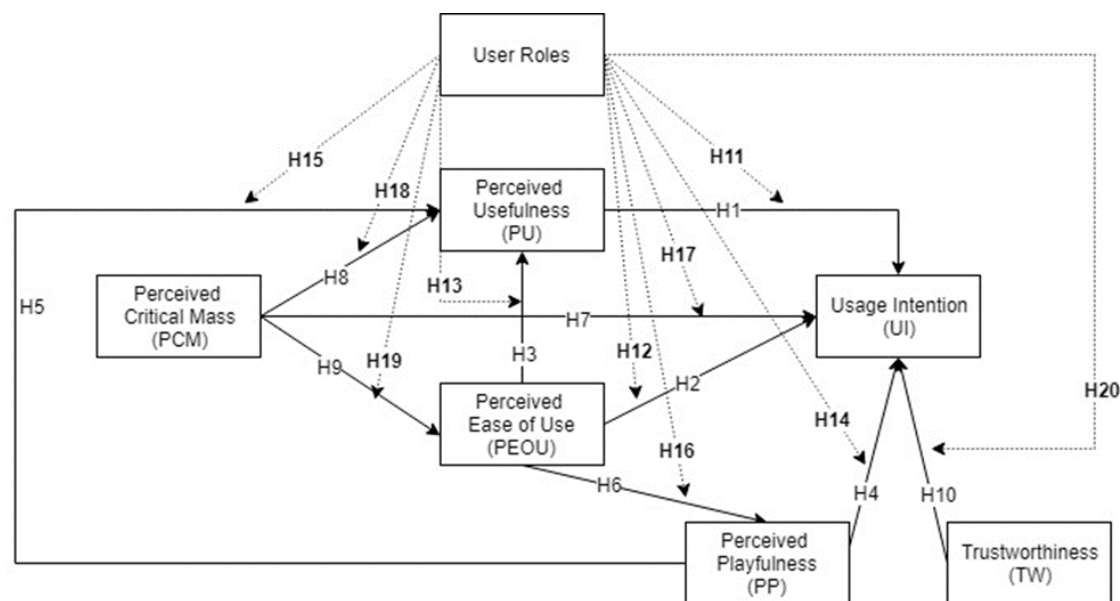 User Roles
H15
H11
H18
Perceived
Usefulness
(PU)
H1
H17
H8
H13
Perceived
Critical Mass
(PCM)
Usage Intention
(UI)
H5
H7
H3
H12
H9
H19
H2
H20
Perceived
Ease of Use
(PEOU)
H14
H16
H6
H4
H10
Perceived
Playfulness
(PP)
Trustworthiness
(TW)